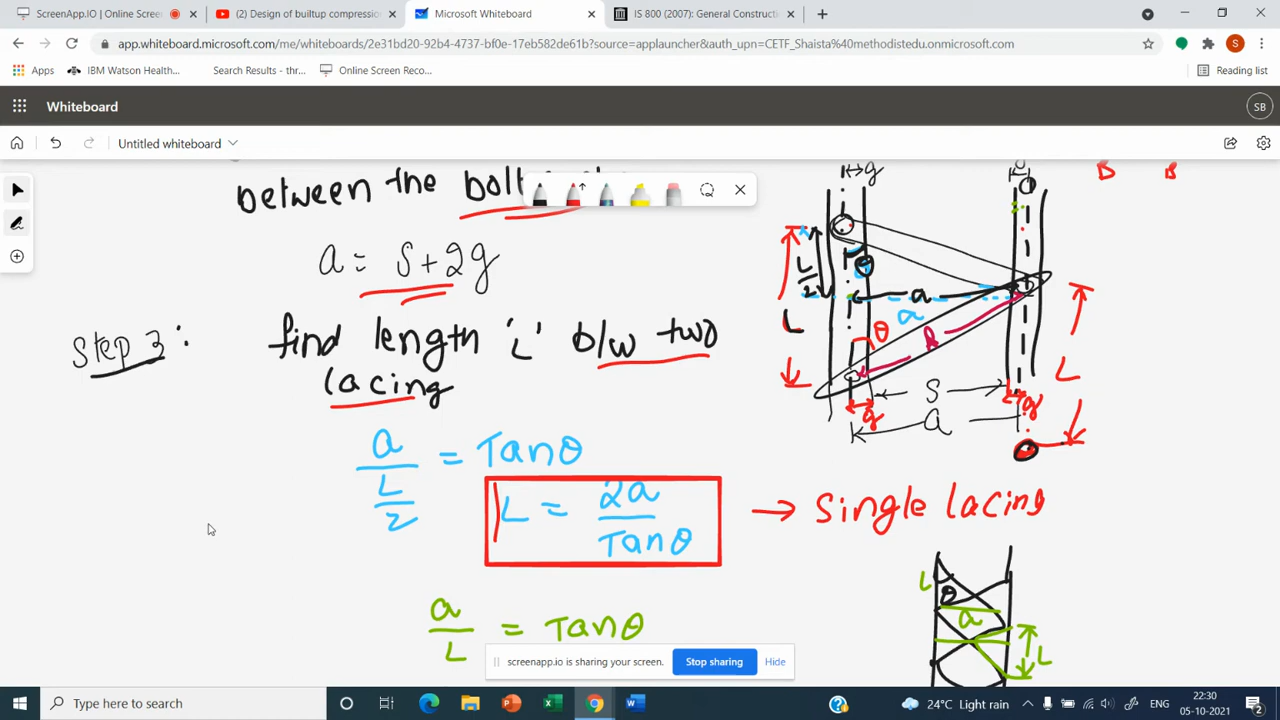 ScreenApp.IO - Online Scree
(2) Design of builtup compression
Microsoft Whiteboard
IS 800 (2007): General Constructi
app.whiteboard.microsoft.com/me/whiteboards/2e31bd20-92b4-4737-bf0e-17eb582de61b?source=applauncher&auth_upn=CETF_Shaista%40methodistedu.onmicrosoft.com
S
Apps
IBM Watson Health...
Search Results - thr...
Online Screen Reco...
Reading list
Whiteboard
SB
Untitled whiteboard
between the
g
B B
a = S+2g
L/2
L
a
a
θ
Step 3:
find length 'L' b/w two
lacing
L
S
g
g
a
a / (L/2) = Tanθ
L = 2a / Tanθ
→ Single lacing
L
θ
a
L
a / L = Tanθ
screenapp.io is sharing your screen.
Stop sharing
Hide
Type here to search
24°C Light rain
ENG
22:30
05-10-2021
2